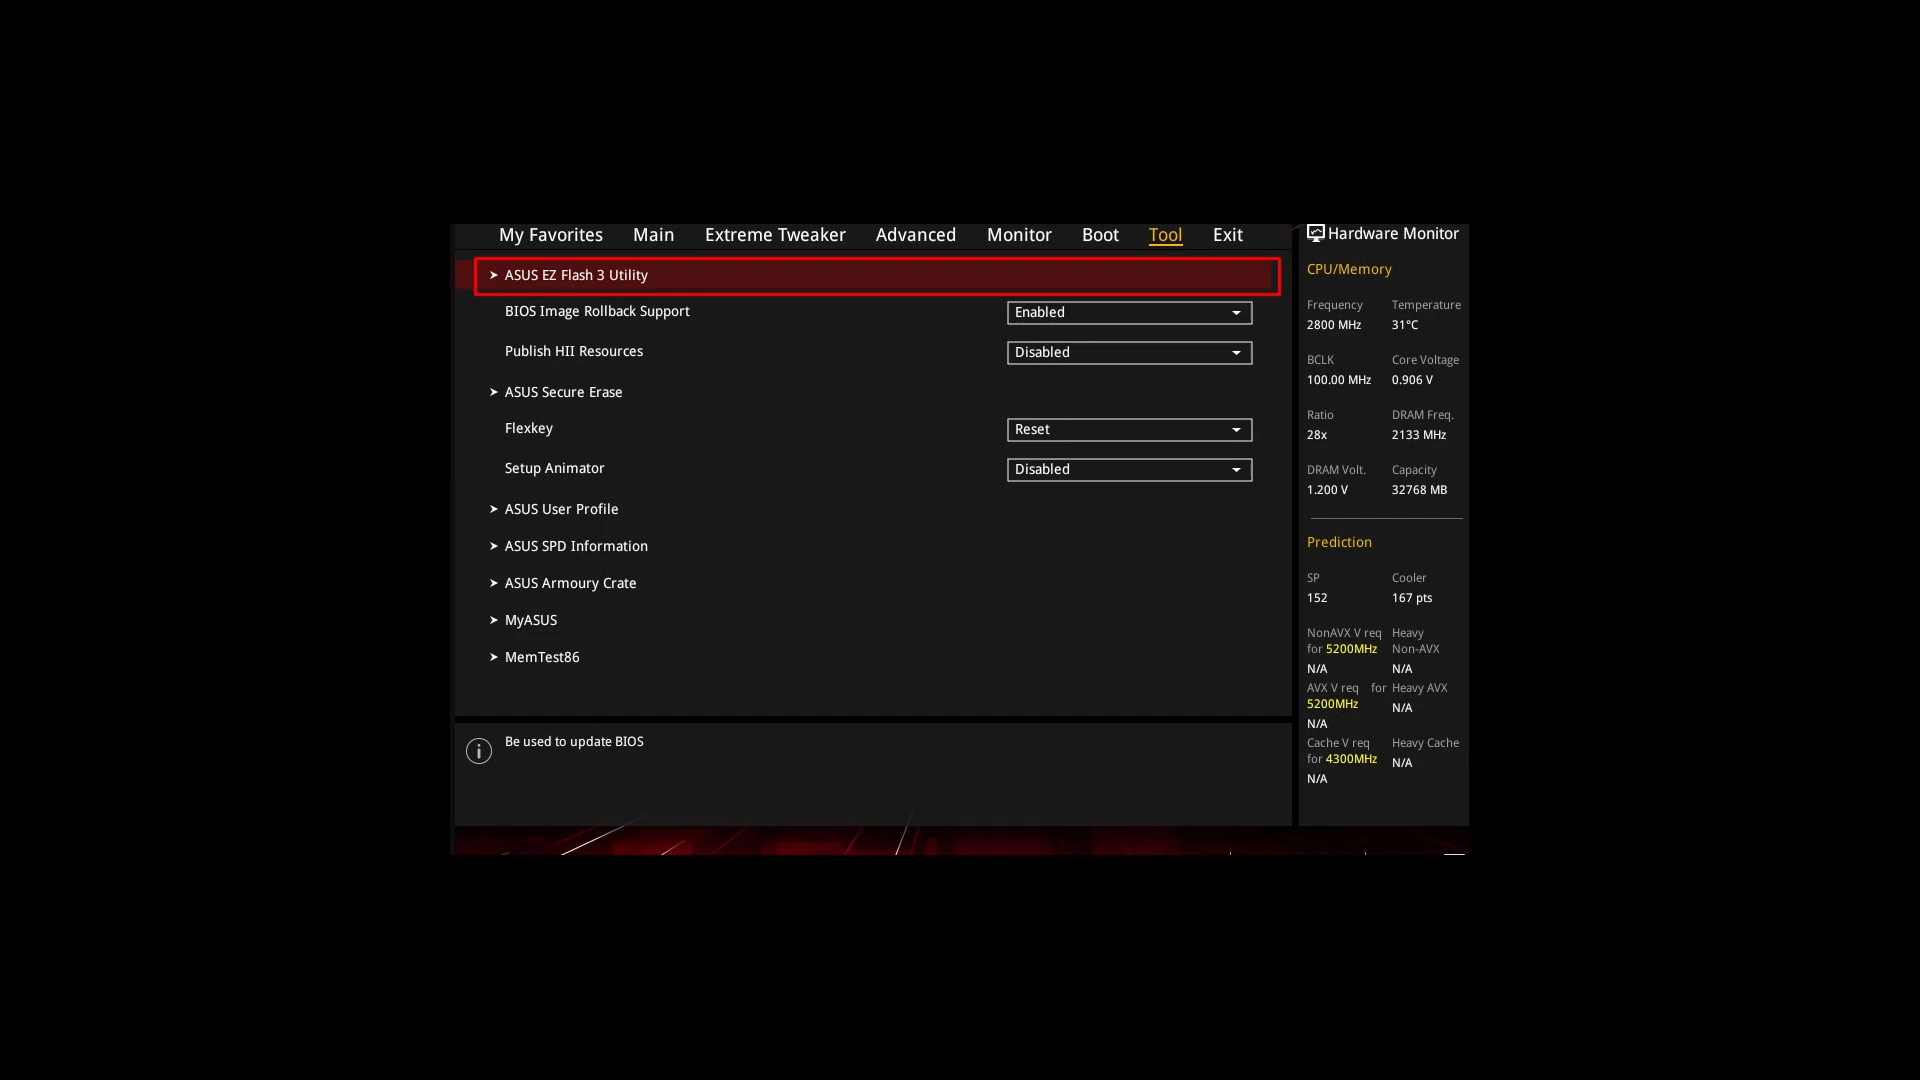 My Favorites Main Extreme Tweaker Advanced Monitor Boot Tool Exit
ASUS EZ Flash 3 Utility
BIOS Image Rollback Support Enabled
Publish HII Resources Disabled
ASUS Secure Erase
Flexkey Reset
Setup Animator Disabled
ASUS User Profile
ASUS SPD Information
ASUS Armoury Crate
MyASUS
MemTest86
Be used to update BIOS
Hardware Monitor
CPU/Memory
Frequency Temperature
2800 MHz 31°C
BCLK Core Voltage
100.00 MHz 0.906 V
Ratio DRAM Freq.
28x 2133 MHz
DRAM Volt. Capacity
1.200 V 32768 MB
Prediction
SP Cooler
152 167 pts
NonAVX V req Heavy
for 5200MHz Non-AVX
N/A N/A
AVX V req for Heavy AVX
5200MHz N/A
N/A
Cache V req Heavy Cache
for 4300MHz N/A
N/A